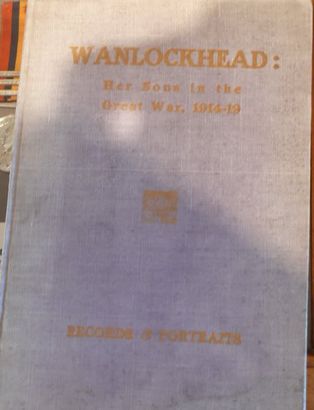 WANLOCKHEAD:
Her Sons in the
Great War, 1914-19
RECORDS & PORTRAITS